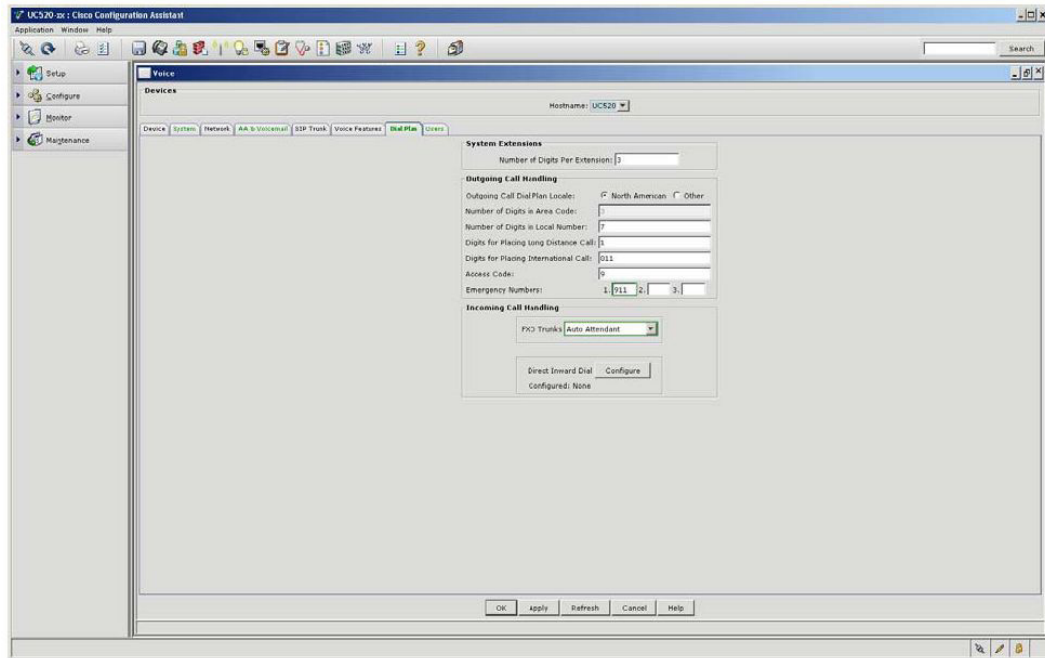 UC520-zx : Cisco Configuration Assistant
Application Window Help
Search
Setup
Configure
Monitor
Maintenance
Voice
Devices
Hostname: UC520
Device System Network AA & Voicemail SIP Trunk Voice Features Dial Plan Users
System Extensions
Number of Digits Per Extension: 3
Outgoing Call Handling
Outgoing Call Dial Plan Locale: North American Other
Number of Digits in Area Code: 3
Number of Digits in Local Number: 7
Digits for Placing Long Distance Call: 1
Digits for Placing International Call: 011
Access Code: 9
Emergency Numbers: 1. 911 2. 3.
Incoming Call Handling
FXO Trunks Auto Attendant
Direct Inward Dial Configure
Configured: None
OK Apply Refresh Cancel Help